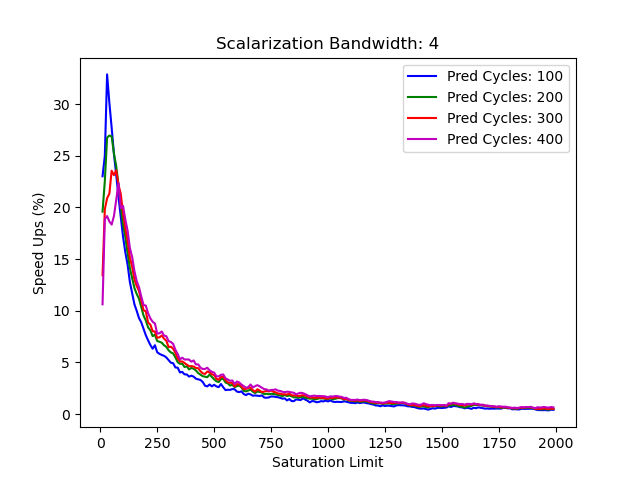 Scalarization Bandwidth: 4
Pred Cycles: 100
Pred Cycles: 200
Pred Cycles: 300
Pred Cycles: 400
Speed Ups (%)
30
25
20
15
10
5
0
0 250 500 750 1000 1250 1500 1750 2000
Saturation Limit